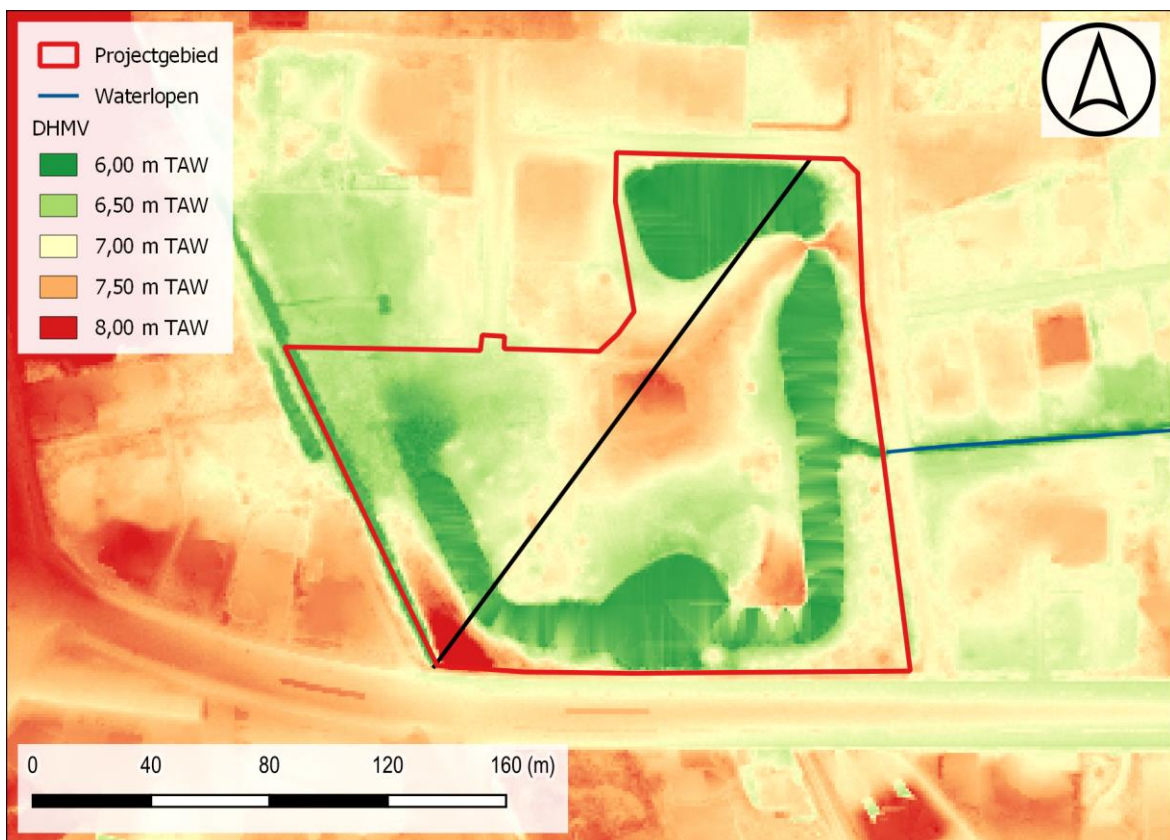 Projectgebied
Waterlopen
DHMV
6,00 m TAW
6,50 m TAW
7,00 m TAW
7,50 m TAW
8,00 m TAW
0 40 80 120 160 (m)